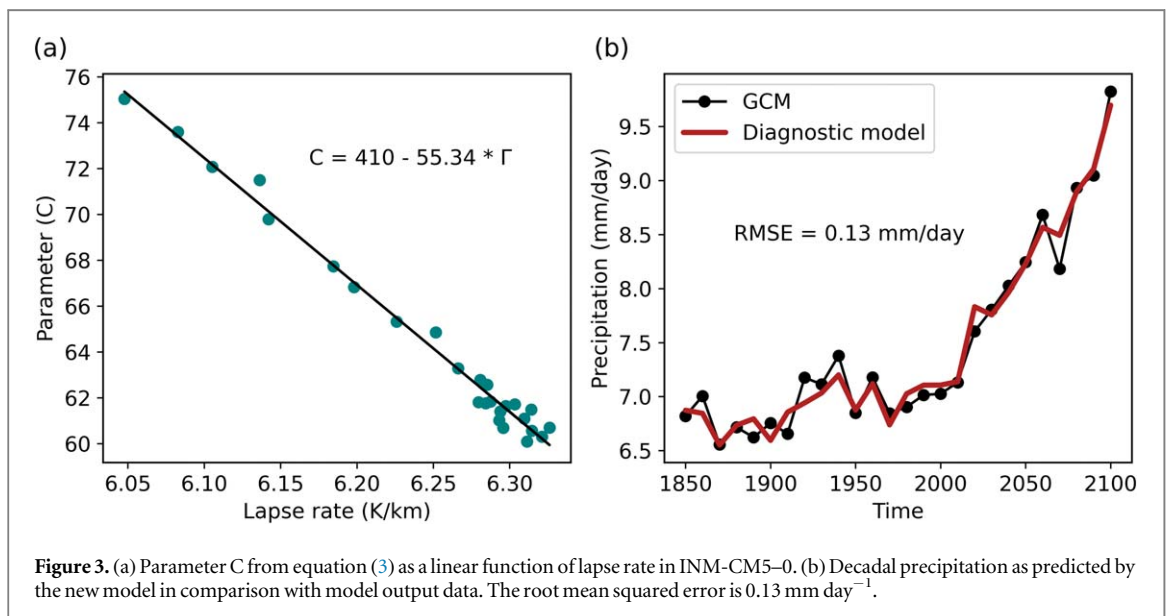 (a)
76
74
72
70
68
66
64
62
60
Parameter (C)
C = 410 - 55.34 * Γ
6.05 6.10 6.15 6.20 6.25 6.30
Lapse rate (K/km)
(b)
GCM
Diagnostic model
RMSE = 0.13 mm/day
9.5
9.0
8.5
8.0
7.5
7.0
6.5
Precipitation (mm/day)
1850 1900 1950 2000 2050 2100
Time
Figure 3. (a) Parameter C from equation (3) as a linear function of lapse rate in INM-CM5–0. (b) Decadal precipitation as predicted by
the new model in comparison with model output data. The root mean squared error is 0.13 mm day⁻¹.